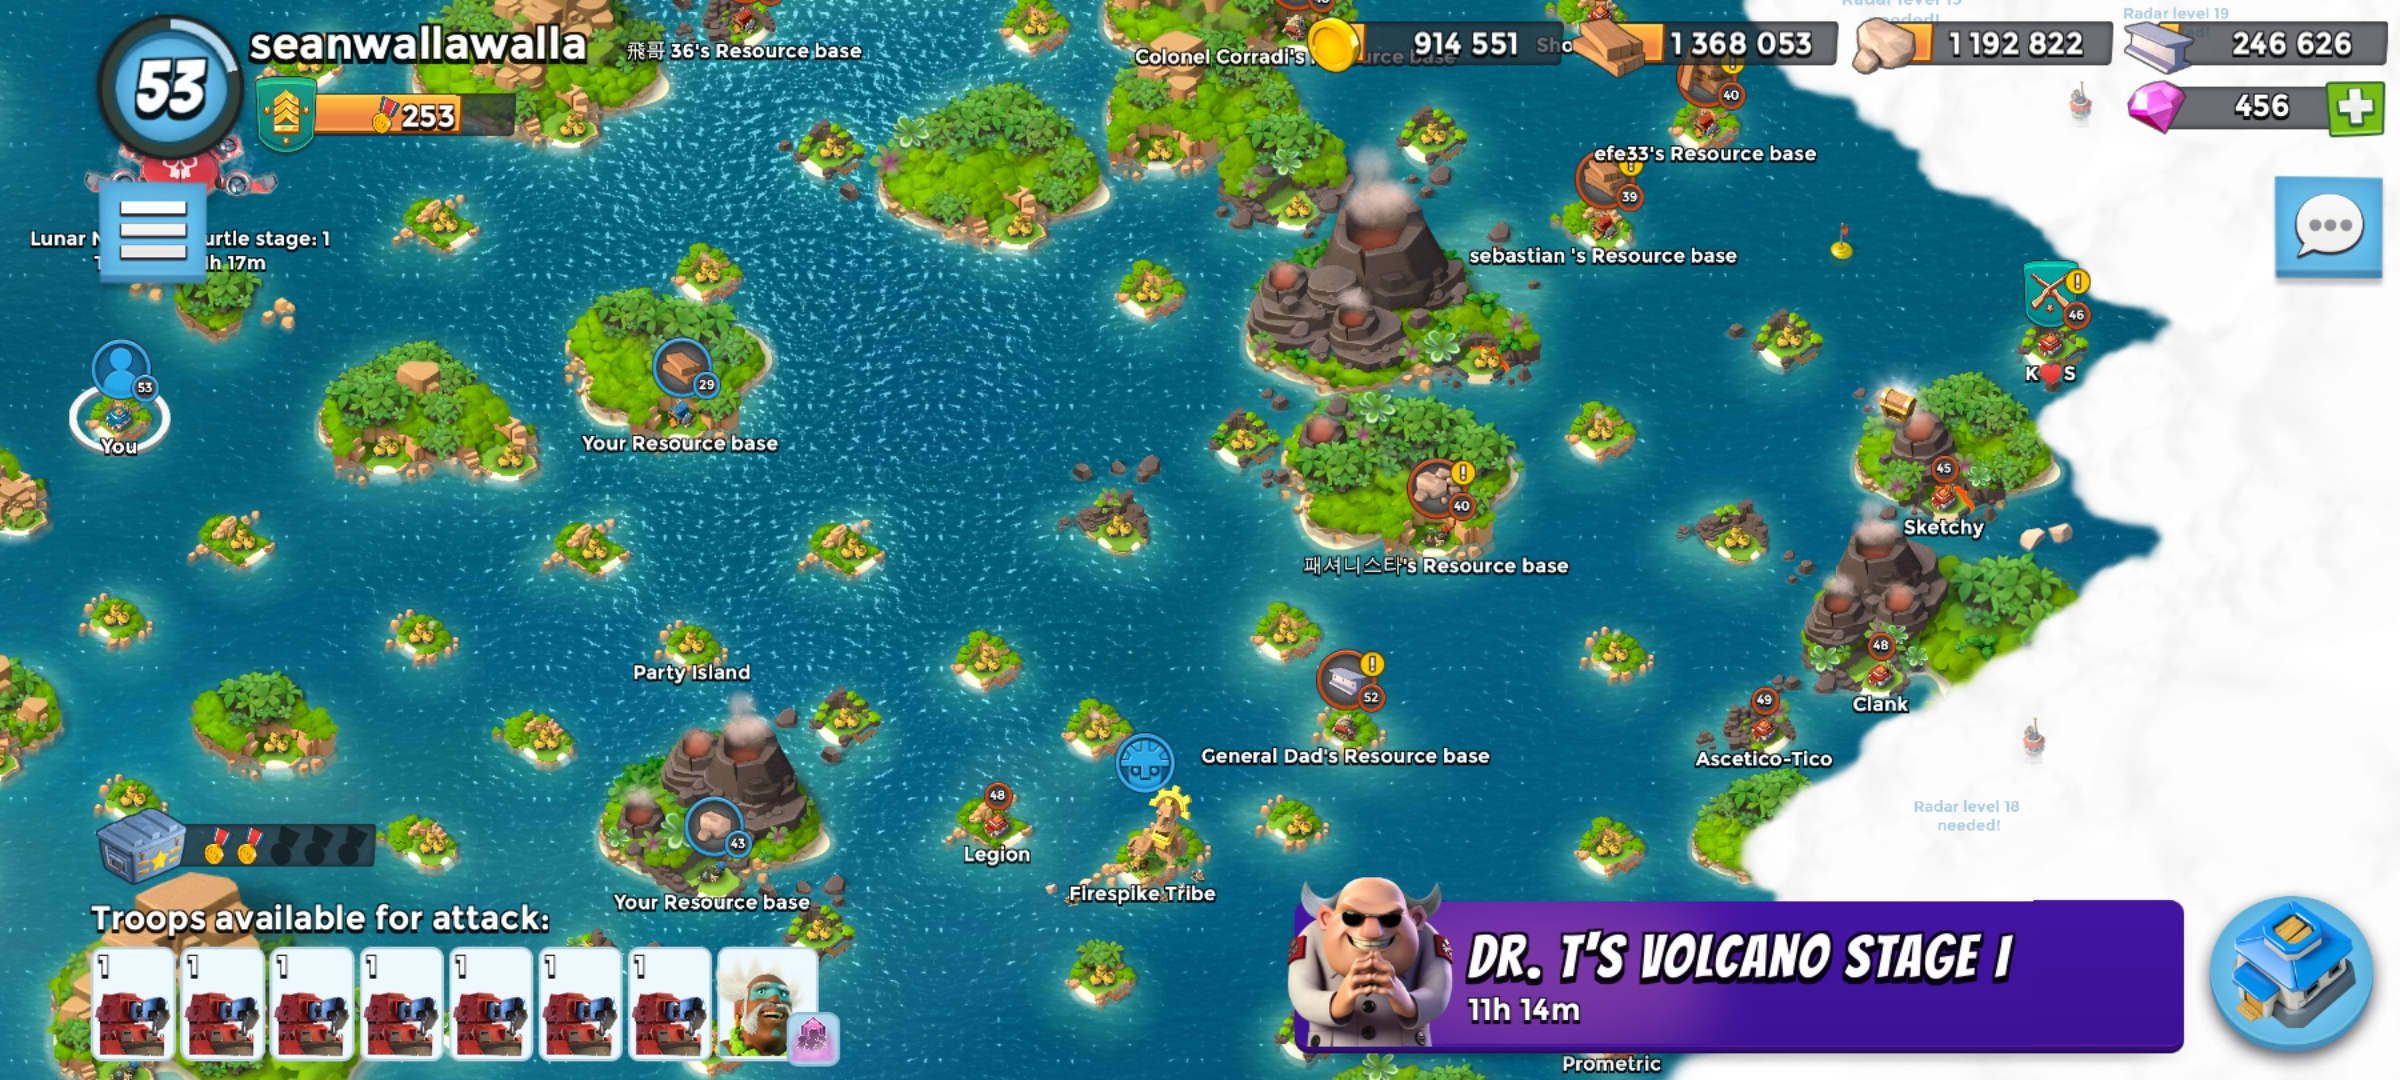 53
seanwallawalla
253
飛哥 36's Resource base
Colonel Corradi's
914 551
1 368 053
1 192 822
246 626
456
Radar level 19
40
efe33's Resource base
39
sebastian 's Resource base
Lunar
urtle stage: 1
h 17m
46
K❤️S
53
You
29
Your Resource base
45
Sketchy
40
패셔니스타's Resource base
Party Island
52
General Dad's Resource base
48
Clank
49
Ascetico-Tico
Radar level 18
needed!
48
Legion
Firespike Tribe
43
Your Resource base
Troops available for attack:
1 1 1 1 1 1 1
DR. T'S VOLCANO STAGE I
11h 14m
Prometric